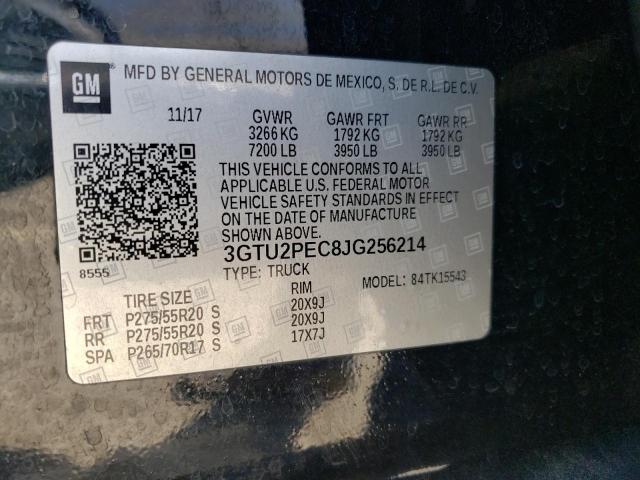 GM MFD BY GENERAL MOTORS DE MEXICO, S. DE R.L. DE C.V.
11/17 GVWR GAWR FRT GAWR RR
3266 KG 1792 KG 1792 KG
7200 LB 3950 LB 3950 LB
THIS VEHICLE CONFORMS TO ALL
APPLICABLE U.S. FEDERAL MOTOR
VEHICLE SAFETY STANDARDS IN EFFECT
ON THE DATE OF MANUFACTURE
SHOWN ABOVE.
8555
3GTU2PEC8JG256214
TYPE: TRUCK MODEL: 84TK15543
TIRE SIZE RIM
FRT P275/55R20 S 20X9J
RR P275/55R20 S 20X9J
SPA P265/70R17 S 17X7J